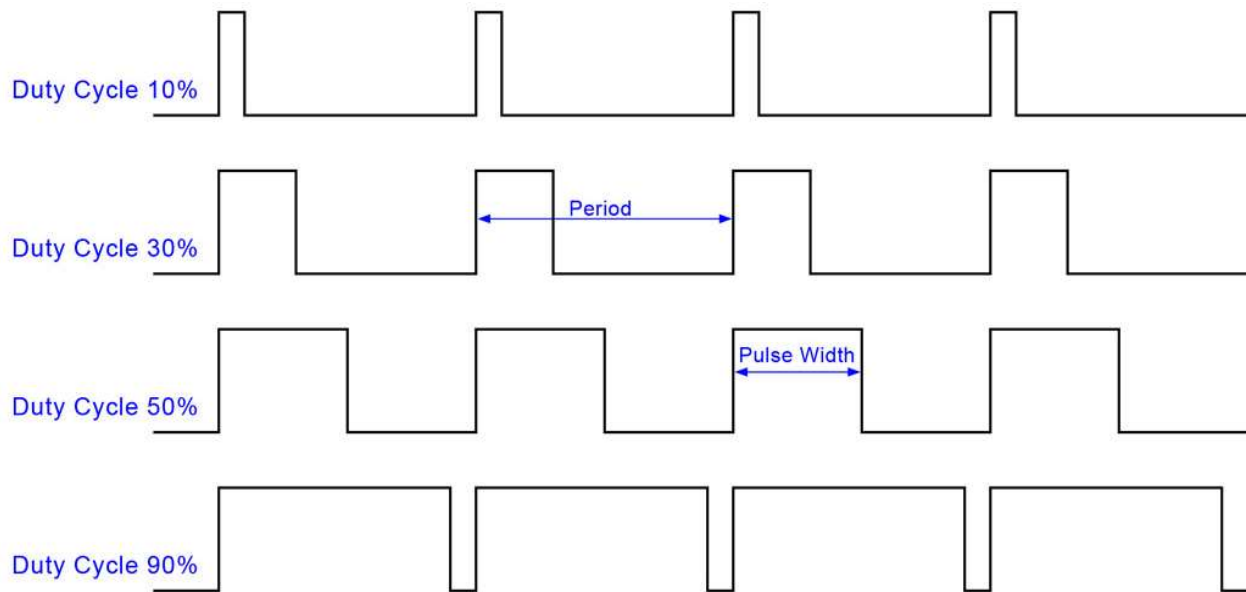 Duty Cycle 10%
Period
Duty Cycle 30%
Pulse Width
Duty Cycle 50%
Duty Cycle 90%